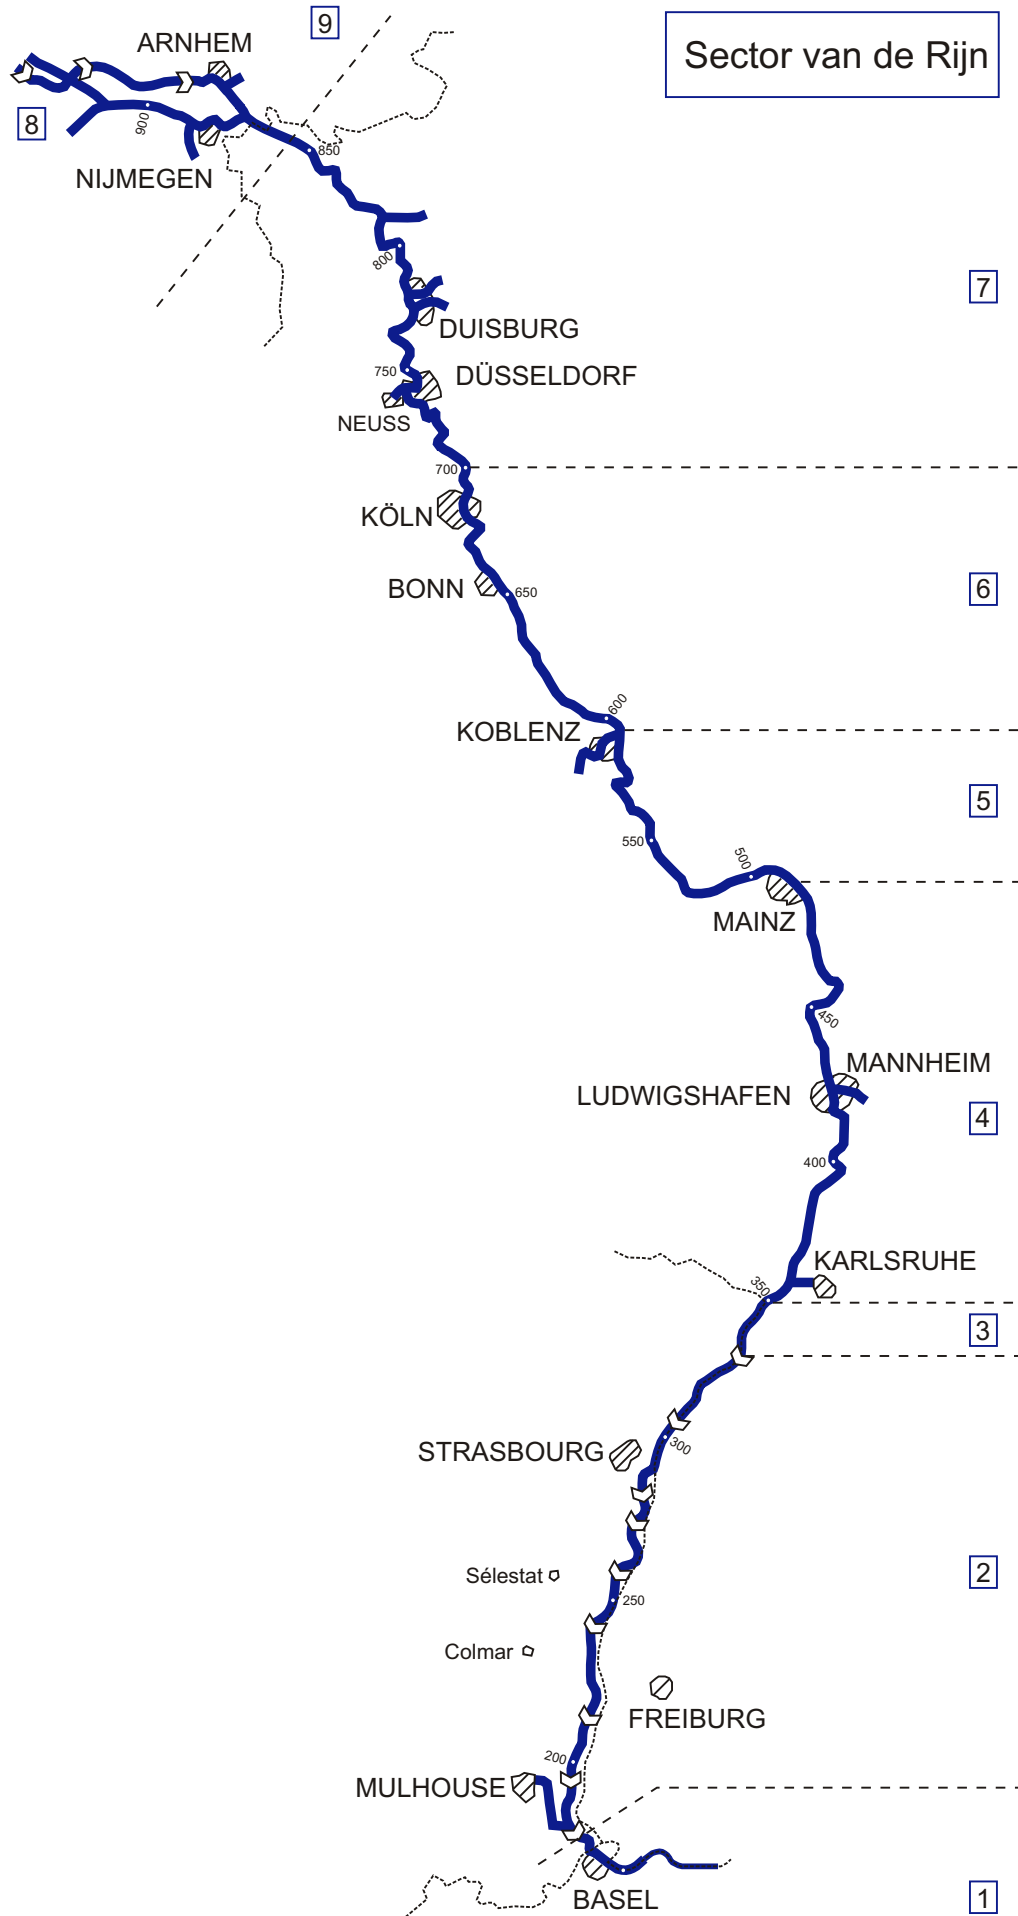 9
Sector van de Rijn
ARNHEM
8
900
850
NIJMEGEN
800
7
DUISBURG
750
DÜSSELDORF
NEUSS
700
KÖLN
BONN
650
6
600
KOBLENZ
5
550
500
MAINZ
450
MANNHEIM
LUDWIGSHAFEN
4
400
KARLSRUHE
350
3
STRASBOURG
300
Sélestat
2
250
Colmar
FREIBURG
200
MULHOUSE
BASEL
1